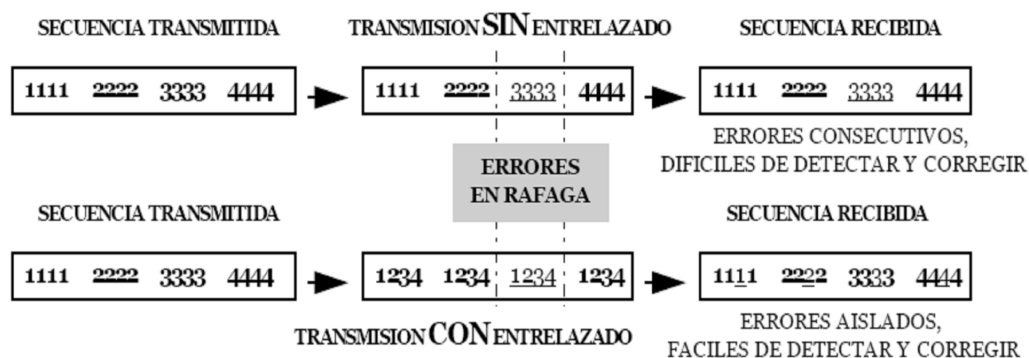 SECUENCIA TRANSMITIDA
TRANSMISION SIN ENTRELAZADO
SECUENCIA RECIBIDA
1111 2222 3333 4444
1111 2222 3333 4444
1111 2222 3333 4444
ERRORES CONSECUTIVOS,
DIFICILES DE DETECTAR Y CORREGIR
ERRORES
EN RAFAGA
SECUENCIA TRANSMITIDA
SECUENCIA RECIBIDA
1111 2222 3333 4444
1234 1234 1234 1234
1111 2222 3333 4444
TRANSMISION CON ENTRELAZADO
ERRORES AISLADOS,
FACILES DE DETECTAR Y CORREGIR